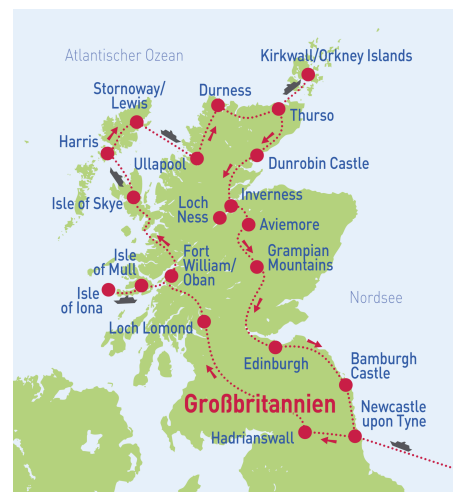 Atlantischer Ozean
Kirkwall/Orkney Islands
Stornoway/
Lewis
Durness
Thurso
Harris
Ullapool
Dunrobin Castle
Isle of Skye
Loch
Ness
Inverness
Aviemore
Isle
of Mull
Fort
William/
Oban
Grampian
Mountains
Isle
of Iona
Nordsee
Loch Lomond
Edinburgh
Bamburgh
Castle
Großbritannien
Newcastle
upon Tyne
Hadrianswall